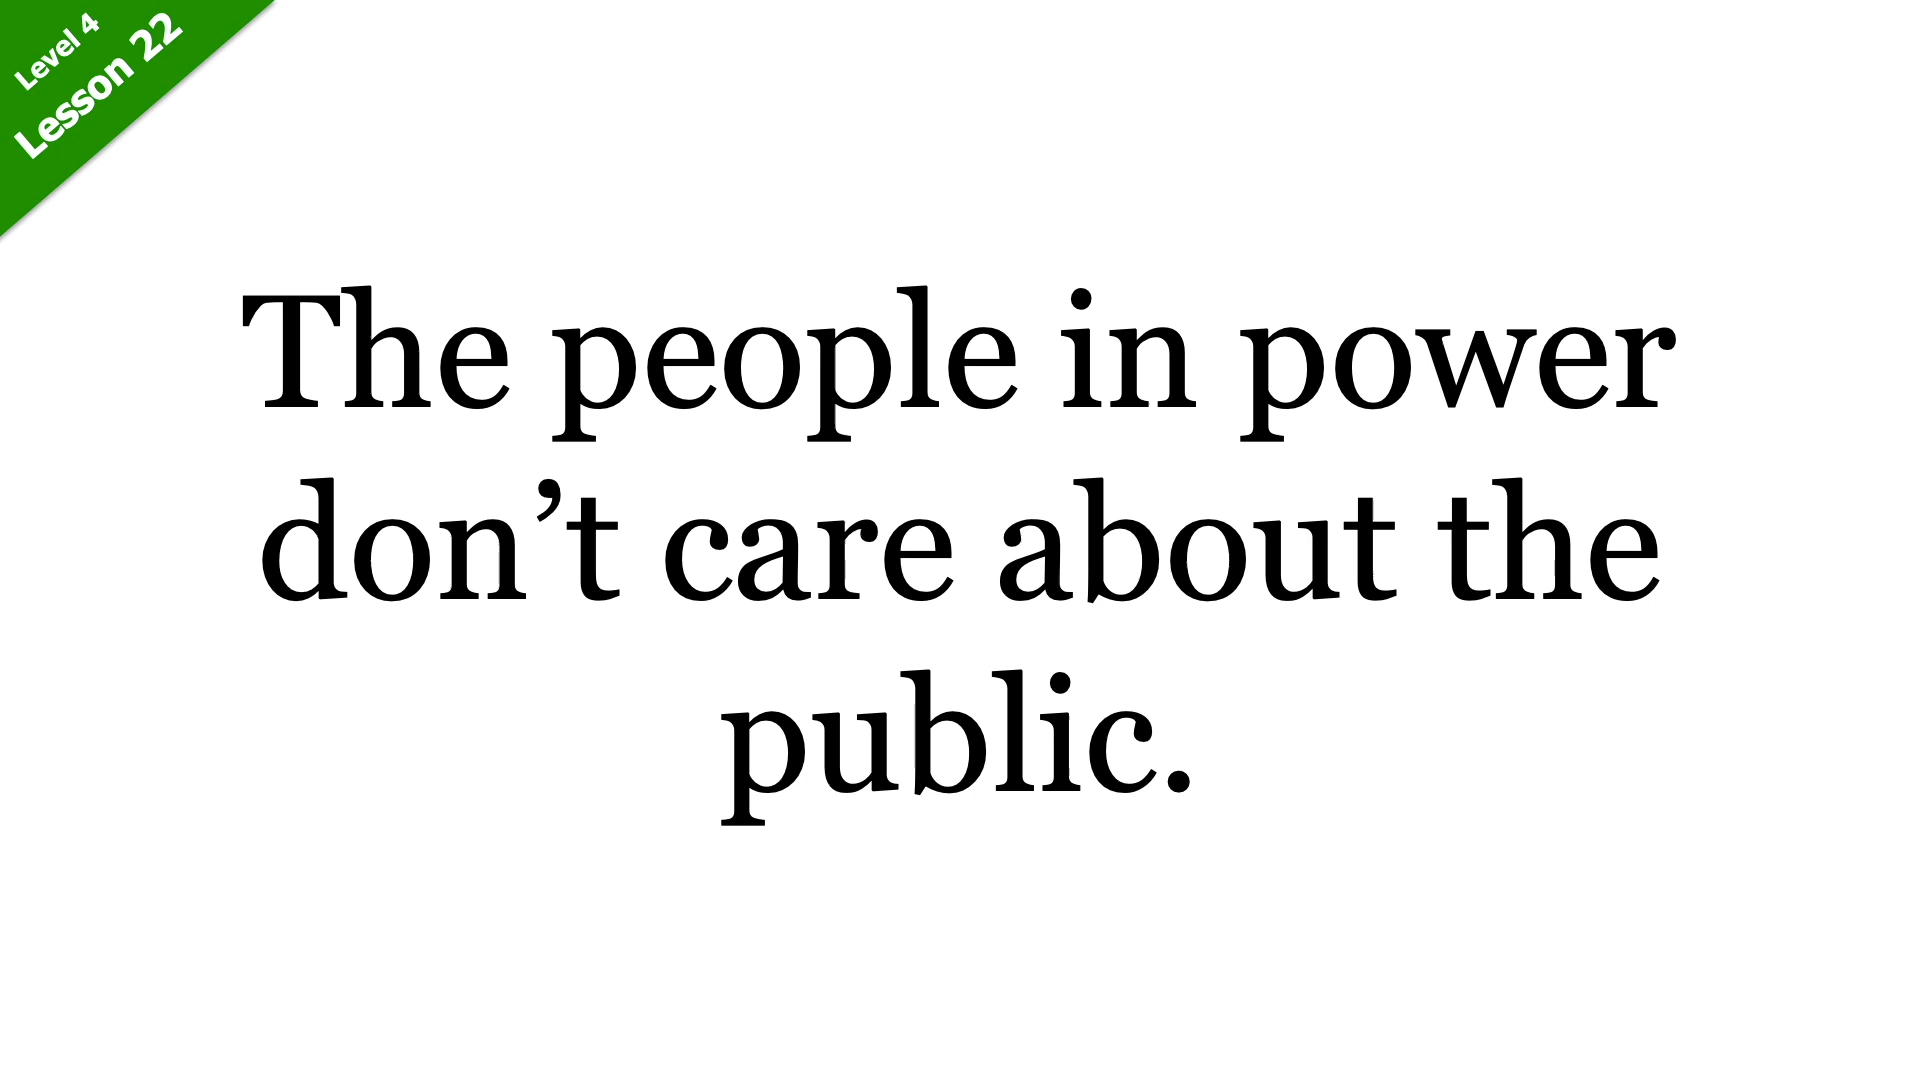 Level 4
Lesson 22
The people in power
don’t care about the
public.